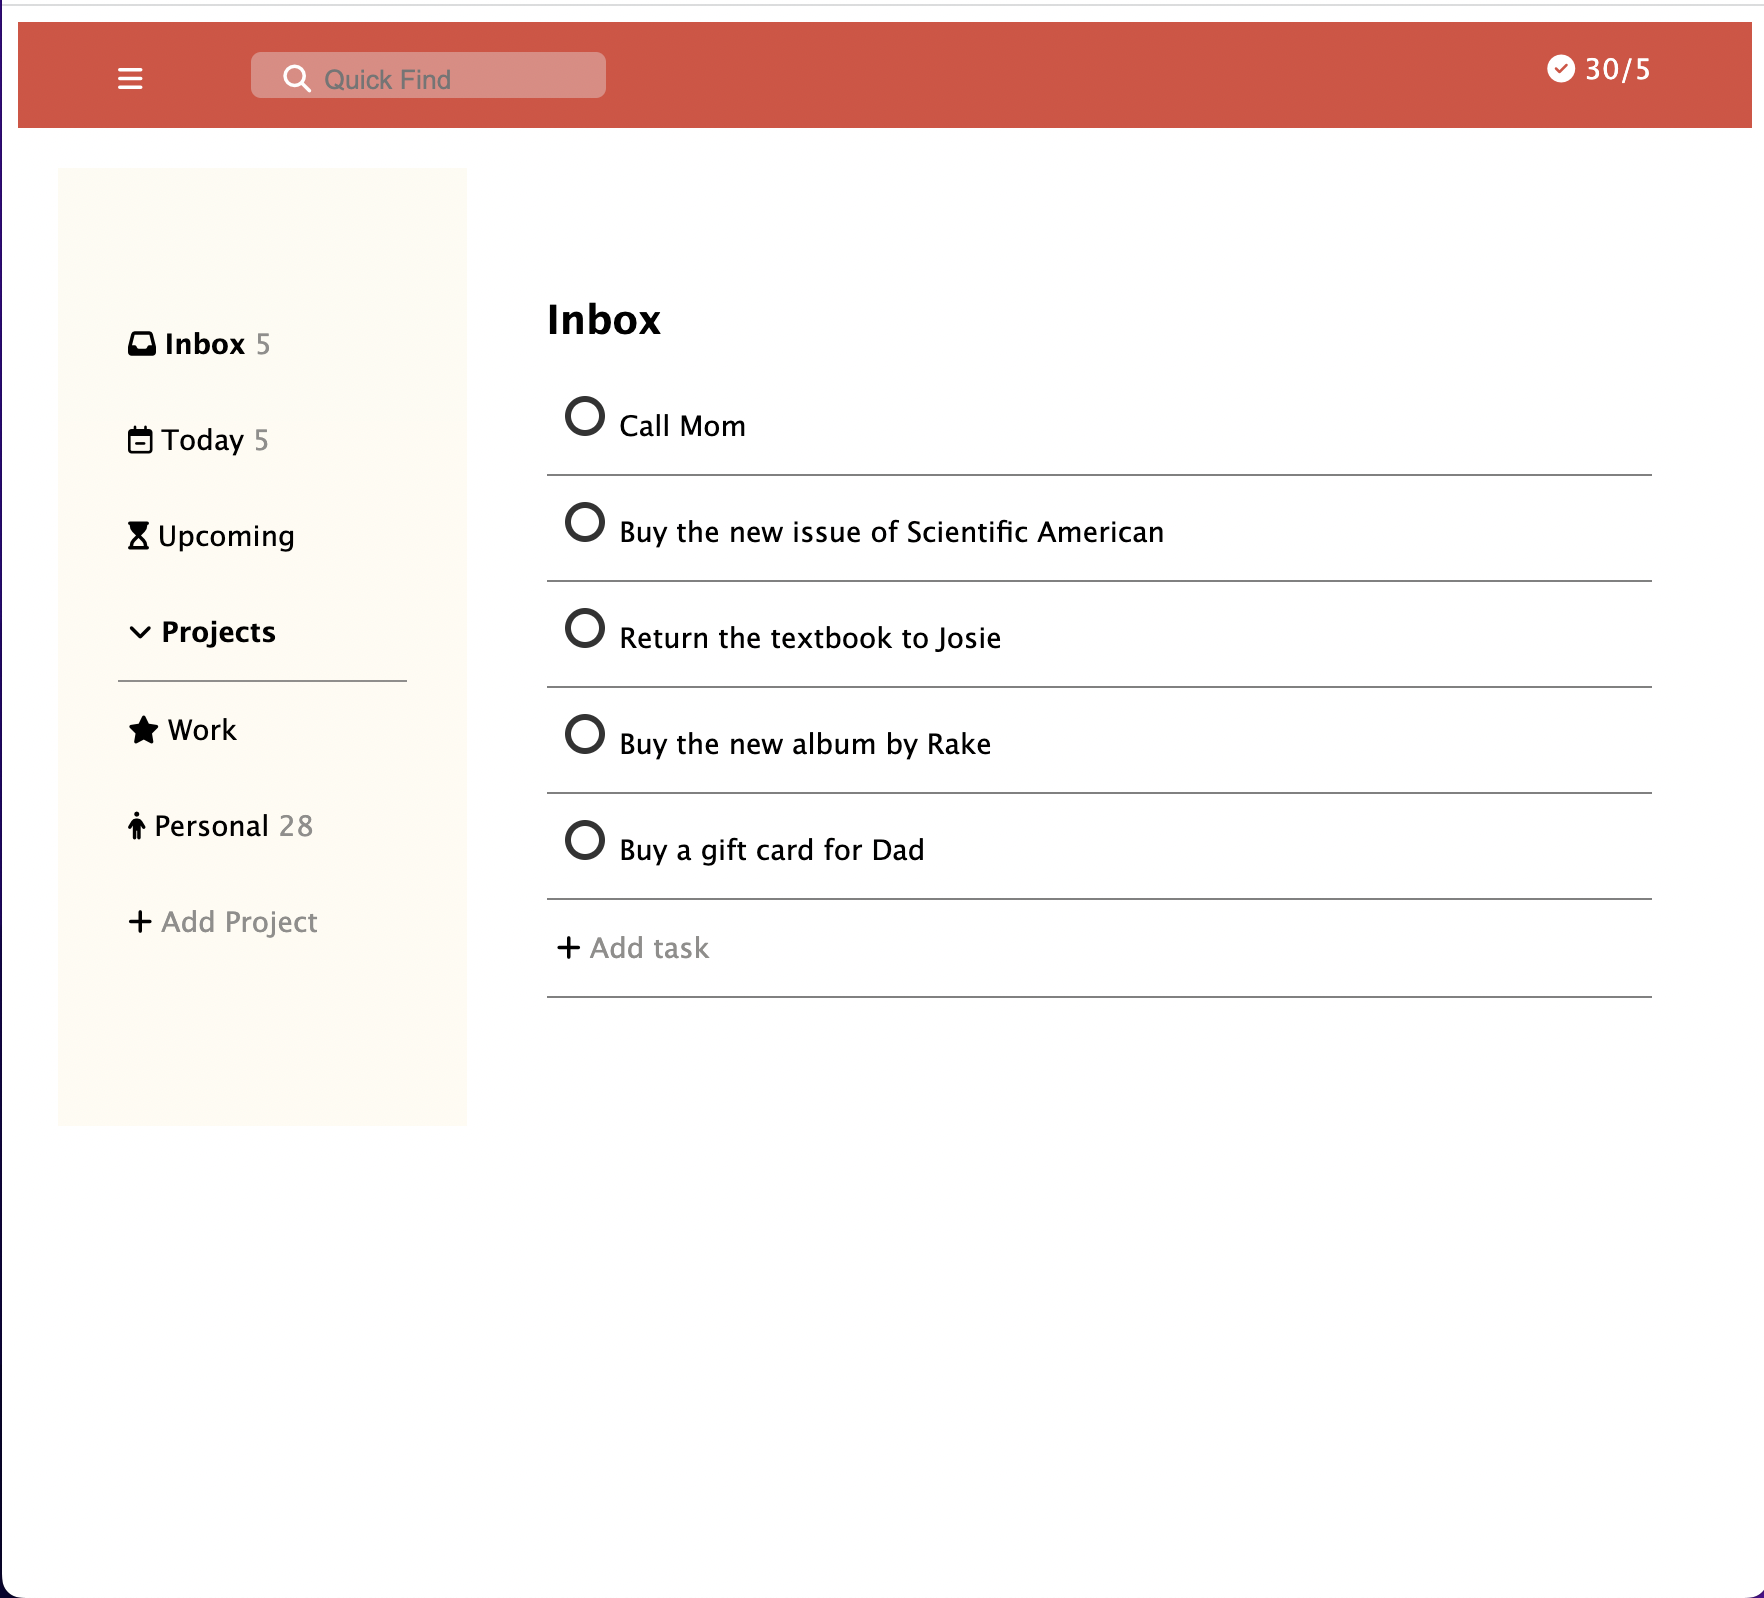 Quick Find
30/5
Inbox 5
Today 5
Upcoming
Projects
Work
Personal 28
Add Project
Inbox
Call Mom
Buy the new issue of Scientific American
Return the textbook to Josie
Buy the new album by Rake
Buy a gift card for Dad
Add task